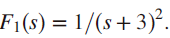 F₁(s) = 1/(s + 3)².